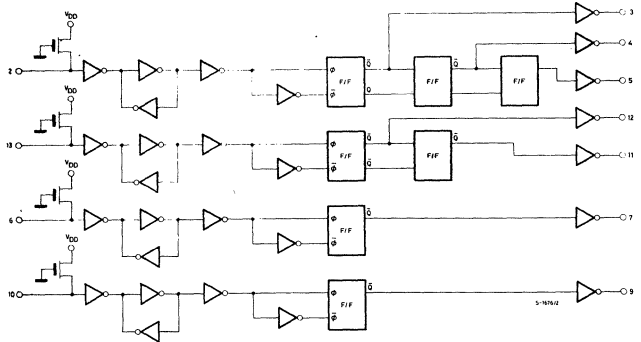 VDD
3
4
2
φ
Q̄
F/F
φ̄
Q
F/F
Q̄
F/F
5
VDD
12
13
φ
Q̄
F/F
φ̄
Q̄
F/F
Q̄
11
VDD
6
φ
Q̄
F/F
φ̄
7
VDD
10
φ
Q̄
F/F
φ̄
9
S-1676/2